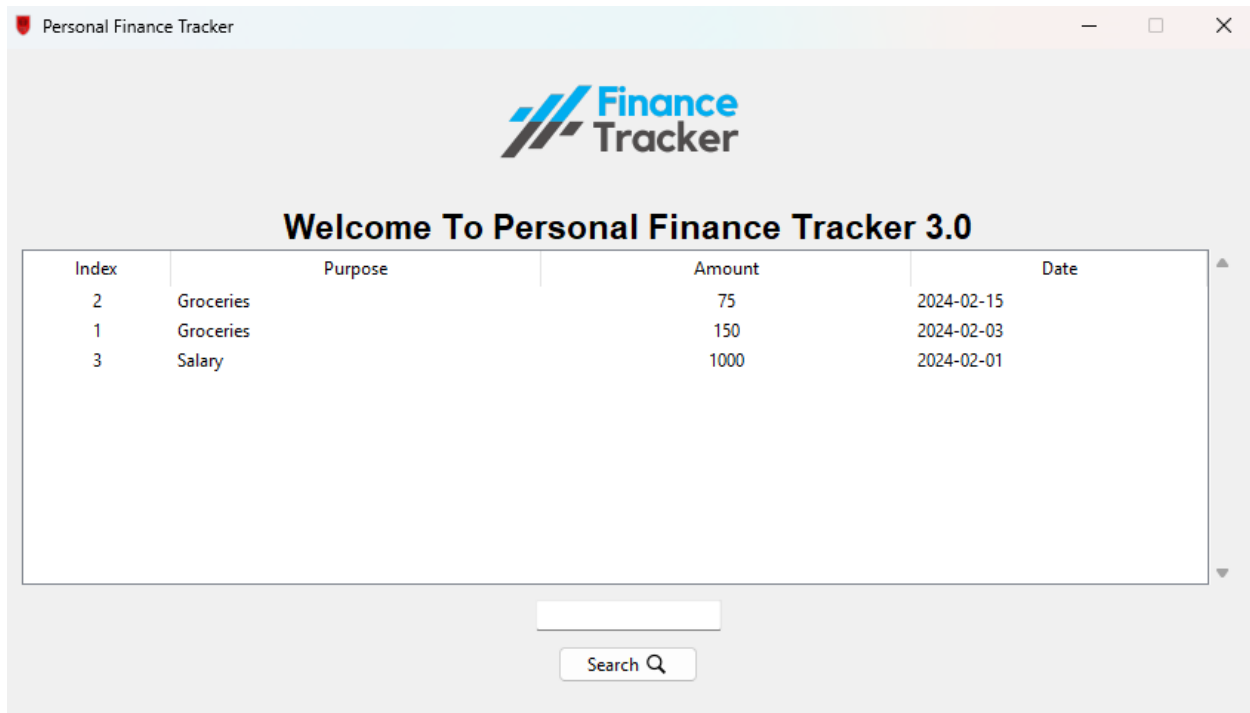 Personal Finance Tracker
Finance
Tracker
Welcome To Personal Finance Tracker 3.0
Index Purpose Amount Date
2 Groceries 75 2024-02-15
1 Groceries 150 2024-02-03
3 Salary 1000 2024-02-01
Search